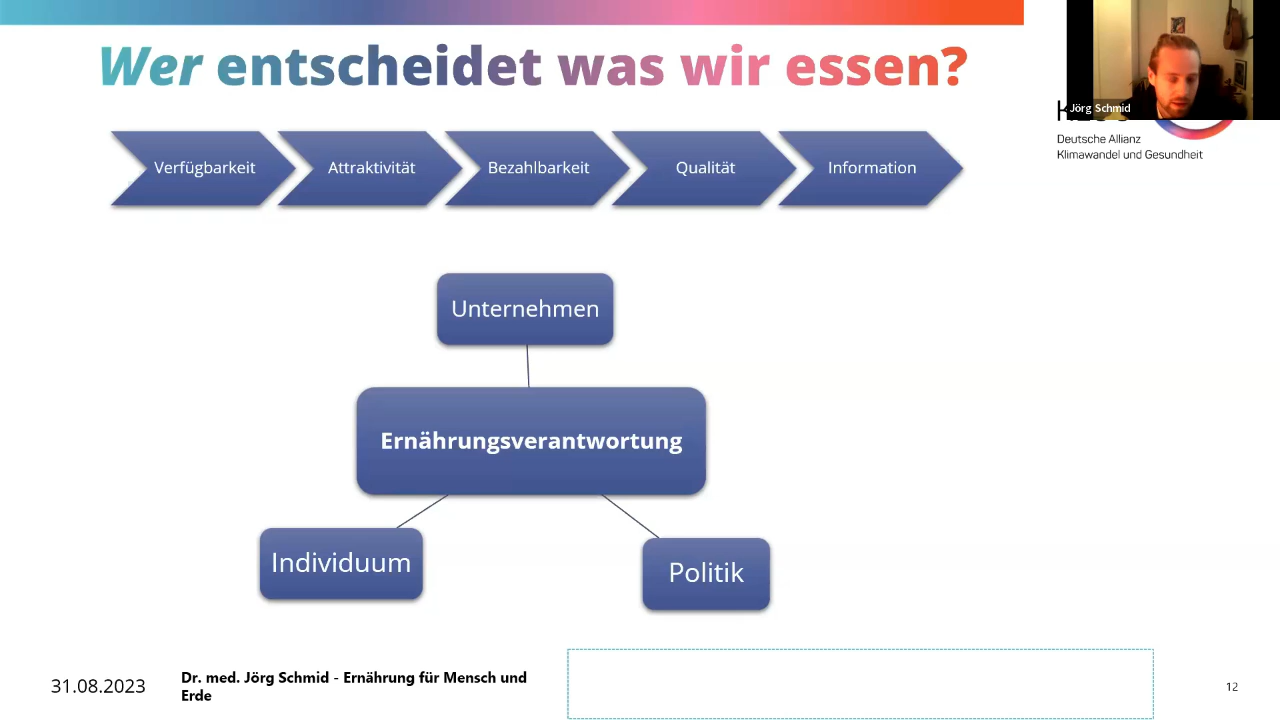 Wer entscheidet was wir essen?
Jörg Schmid
Deutsche Allianz
Klimawandel und Gesundheit
Verfügbarkeit
Attraktivität
Bezahlbarkeit
Qualität
Information
Unternehmen
Ernährungsverantwortung
Individuum
Politik
31.08.2023
Dr. med. Jörg Schmid - Ernährung für Mensch und
Erde
12